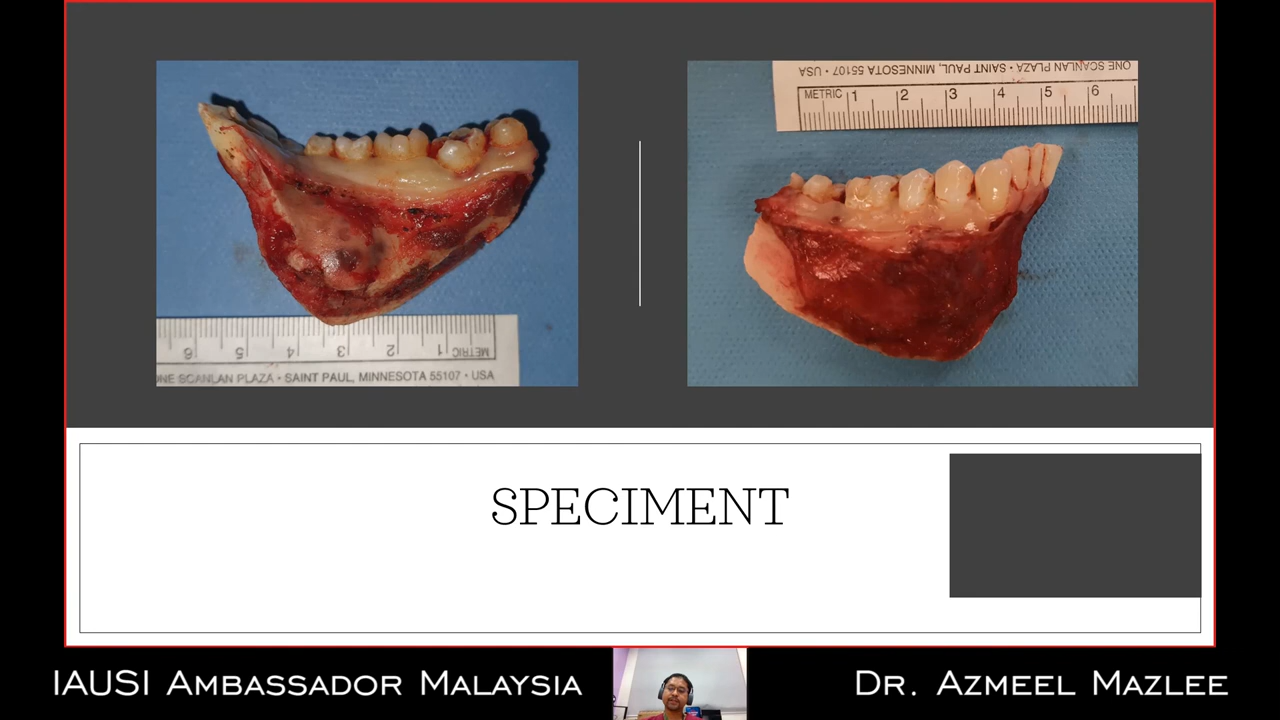 6 5 4 3 2 1 METRIC
NE SCANLAN PLAZA • SAINT PAUL, MINNESOTA 55107 • USA
ONE SCANLAN PLAZA • SAINT PAUL, MINNESOTA 55107 • USA
METRIC 1 2 3 4 5 6
SPECIMENT
IAUSI AMBASSADOR MALAYSIA
DR. AZMEEL MAZLEE